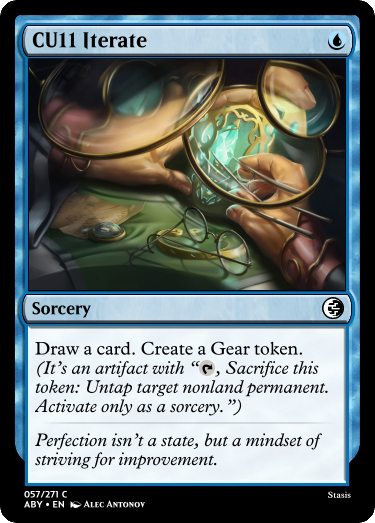 CU11 Iterate
Sorcery
Draw a card. Create a Gear token.
(It's an artifact with “, Sacrifice this
token: Untap target nonland permanent.
Activate only as a sorcery.”)
Perfection isn't a state, but a mindset of
striving for improvement.
057/271 C
ABY • EN Alec Antonov
Stasis